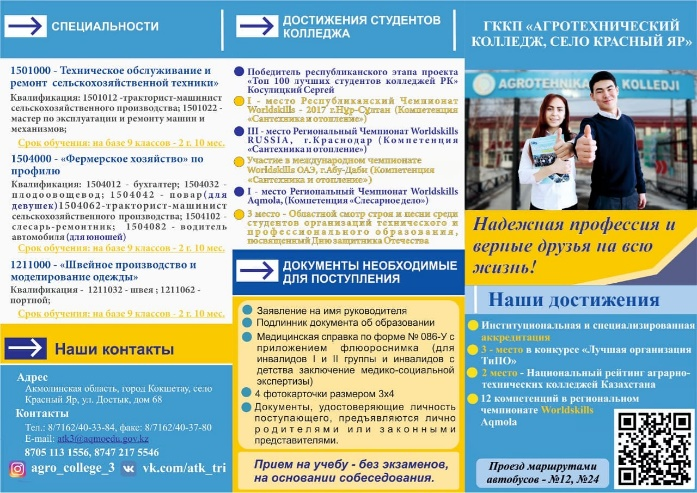 СПЕЦИАЛЬНОСТИ
1501000 - Техническое обслуживание и
ремонт сельскохозяйственной техники»
Квалификация: 1501012 -тракторист-машинист
сельскохозяйственного производства; 1501022 -
мастер по эксплуатации и ремонту машин и
механизмов;
Срок обучения: на базе 9 классов - 2 г. 10 мес.
1504000 - «Фермерское хозяйство» по
профилю
Квалификация: 1504012 - бухгалтер; 1504032 -
плодоовощевод; 1504042 - повар(для
девушек)1504062-тракторист-машинист
сельскохозяйственного производства; 1504102 -
слесарь-ремонтник; 1504082 - водитель
автомобиля(для юношей)
Срок обучения: на базе 9 классов - 2 г. 10 мес.
1211000 - «Швейное производство и
моделирование одежды»
Квалификация - 1211032 - швея ; 1211062 -
портной;
Срок обучения: на базе 9 классов - 2 г. 10 мес.
Наши контакты
Адрес
Акмолинская область, город Кокшетау, село
Красный Яр, ул. Достык, дом 68
Контакты
Тел.: 8/7162/40-33-84, факс: 8/7162/40-37-80
E-mail: atk3@aqmoedu.gov.kz
8705 113 1556, 8747 217 5546
agro_college_3 vk.com/atk_tri
ДОСТИЖЕНИЯ СТУДЕНТОВ
КОЛЛЕДЖА
Победитель республиканского этапа проекта
«Топ 100 лучших студентов колледжей РК»
Косулицкий Сергей
I - место Республиканский Чемпионат
Worldskills - 2017 г.Нур-Султан (Компетенция
«Сантехника и отопление»)
III - место Региональный Чемпионат Worldskills
RUSSIA, г.Краснодар (Компетенция
«Сантехника и отопление»)
Участие в международном чемпионате
Worldskills ОАЭ, г.Абу-Даби (Компетенция
«Сантехника и отопление»)
I - место Региональный Чемпионат Worldskills
Aqmola, (Компетенция «Слесарное дело»)
3 место - Областной смотр строя и песни среди
студентов организаций технического и
профессионального образования,
посвященный Дню защитника Отечества
ДОКУМЕНТЫ НЕОБХОДИМЫЕ
ДЛЯ ПОСТУПЛЕНИЯ
Заявление на имя руководителя
Подлинник документа об образовании
Медицинская справка по форме № 086-У с
приложением флюороснимка (для
инвалидов I и II группы и инвалидов с
детства заключение медико-социальной
экспертизы)
4 фотокарточки размером 3х4
Документы, удостоверяющие личность
поступающего, предъявляются лично
родителями или законными
представителями.
Прием на учебу - без экзаменов,
на основании собеседования.
ГККП «АГРОТЕХНИЧЕСКИЙ
КОЛЛЕДЖ, СЕЛО КРАСНЫЙ ЯР»
AGROTEHNIKA KOLLEDJI
Надежная профессия и
верные друзья на всю
жизнь!
Наши достижения
Институциональная и специализированная
аккредитация
3 - место в конкурсе «Лучшая организация
ТиПО»
2 место - Национальный рейтинг аграрно-
технических колледжей Казахстана
12 компетенций в региональном
чемпионате Worldskills
Aqmola
Проезд маршрутами
автобусов - №12, №24